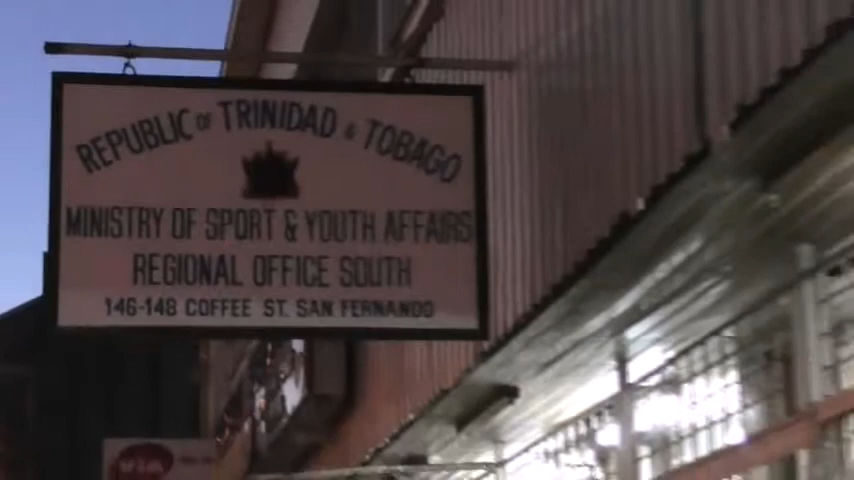 REPUBLIC OF TRINIDAD & TOBAGO
MINISTRY OF SPORT & YOUTH AFFAIRS
REGIONAL OFFICE SOUTH
146-148 COFFEE ST. SAN FERNANDO